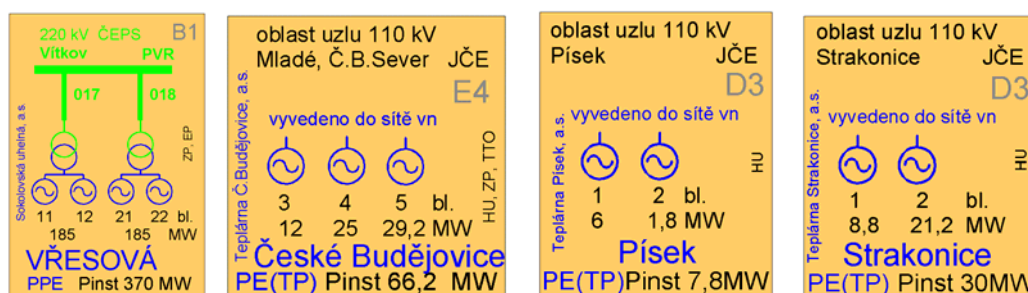 220 kV ČEPS B1
Vítkov PVR
017 018
Sokolovská uhelná, a.s.
ZP, EP
11 12 21 22 bl.
185 185 MW
VŘESOVÁ
PPE Pinst 370 MW
oblast uzlu 110 kV
Mladé, Č.B.Sever JČE
E4
vyvedeno do sítě vn
Teplárna Č.Budějovice, a.s.
HU, ZP, TTO
3 4 5 bl.
12 25 29,2 MW
České Budějovice
PE(TP) Pinst 66,2 MW
oblast uzlu 110 kV
Písek JČE
D3
vyvedeno do sítě vn
Teplárna Písek, a.s.
HU
1 2 bl.
6 1,8 MW
Písek
PE(TP) Pinst 7,8MW
oblast uzlu 110 kV
Strakonice JČE
D3
vyvedeno do sítě vn
Teplárna Strakonice, a.s.
HU
1 2 bl.
8,8 21,2 MW
Strakonice
PE(TP) Pinst 30MW